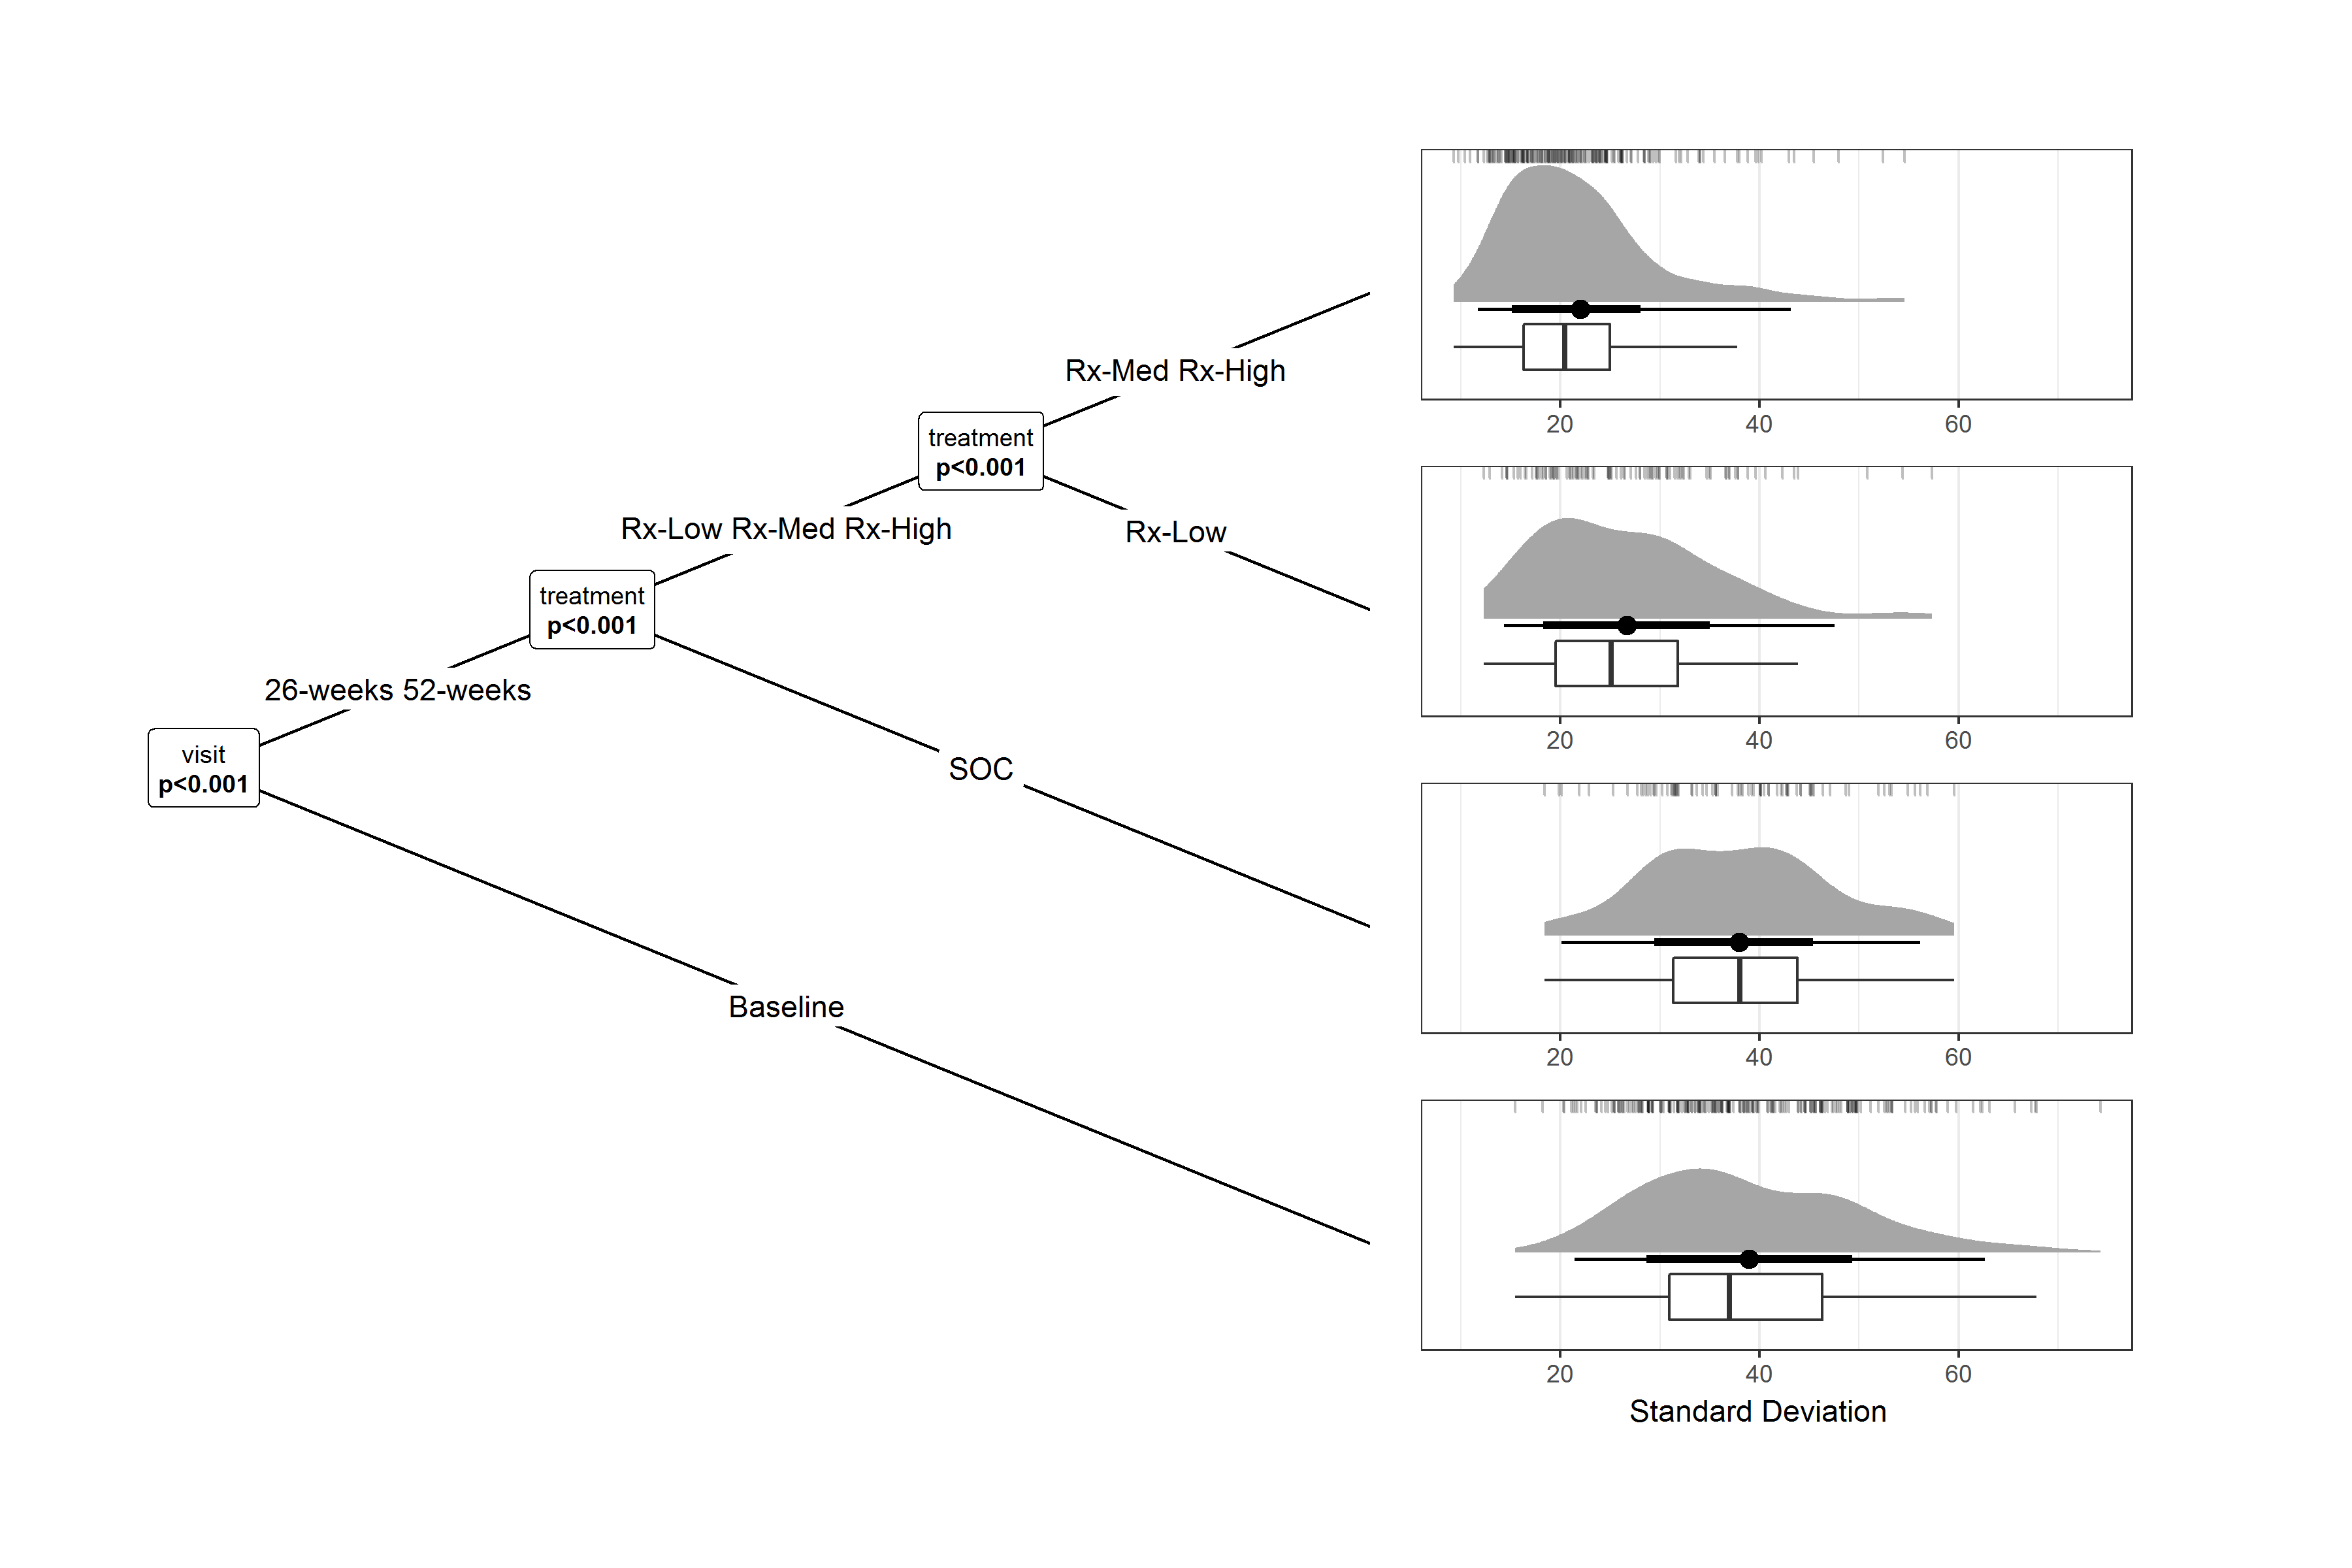 Rx-Med Rx-High
20 40 60
treatment
p<0.001
Rx-Low Rx-Med Rx-High
Rx-Low
treatment
p<0.001
20 40 60
26-weeks 52-weeks
visit
p<0.001
SOC
20 40 60
Baseline
20 40 60
Standard Deviation